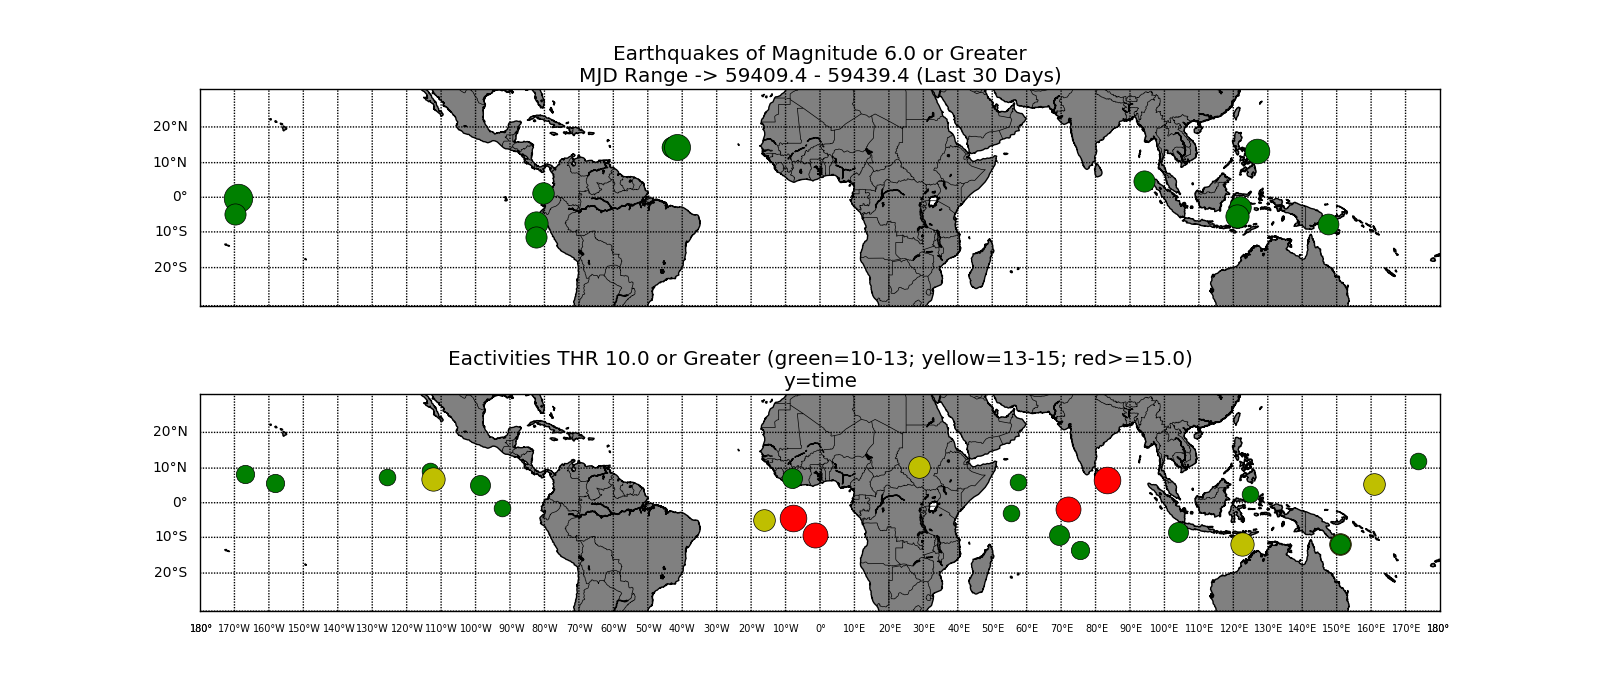 Earthquakes of Magnitude 6.0 or Greater
MJD Range -> 59409.4 - 59439.4 (Last 30 Days)
20°N
10°N
0°
10°S
20°S
Eactivities THR 10.0 or Greater (green=10-13; yellow=13-15; red>=15.0)
y=time
20°N
10°N
0°
10°S
20°S
180° 170°W 160°W 150°W 140°W 130°W 120°W 110°W 100°W 90°W 80°W 70°W 60°W 50°W 40°W 30°W 20°W 10°W 0° 10°E 20°E 30°E 40°E 50°E 60°E 70°E 80°E 90°E 100°E 110°E 120°E 130°E 140°E 150°E 160°E 170°E 180°